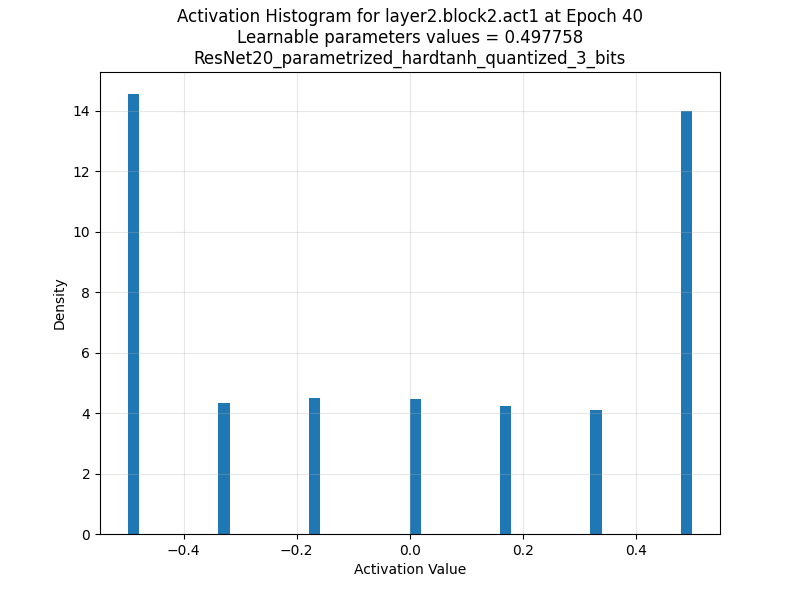 Activation Histogram for layer2.block2.act1 at Epoch 40
Learnable parameters values = 0.497758
ResNet20_parametrized_hardtanh_quantized_3_bits
14
12
10
8
6
4
2
0
Density
−0.4 −0.2 0.0 0.2 0.4
Activation Value